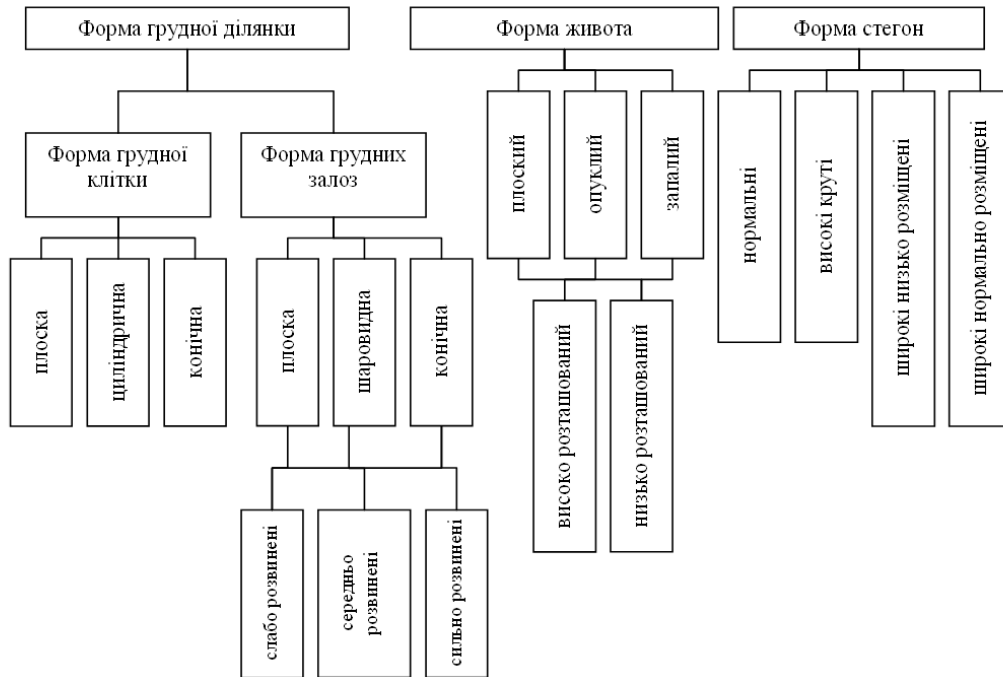 Форма грудної ділянки
Форма живота
Форма стегон
Форма грудної
клітки
Форма грудних
залоз
плоский
опуклий
запалий
нормальні
високі круті
широкі низько розміщені
широкі нормально розміщені
плоска
циліндрична
конічна
плоска
шаровидна
конічна
високо розташований
низько розташований
слабо розвинені
середньо
розвинені
сильно розвинені